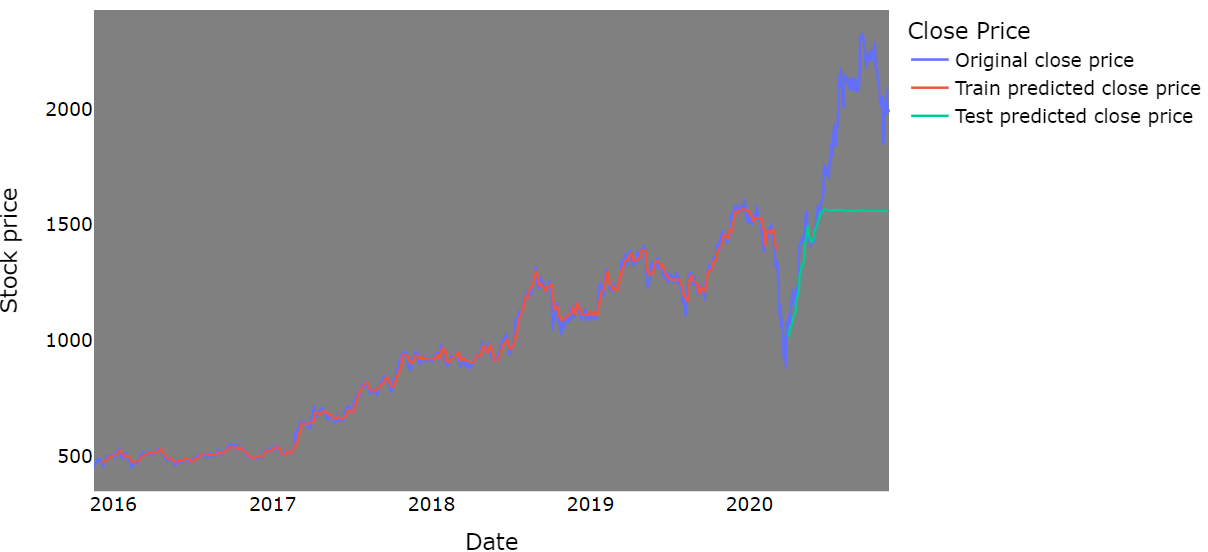 Close Price
Original close price
Train predicted close price
Test predicted close price
Stock price
2000
1500
1000
500
2016 2017 2018 2019 2020
Date